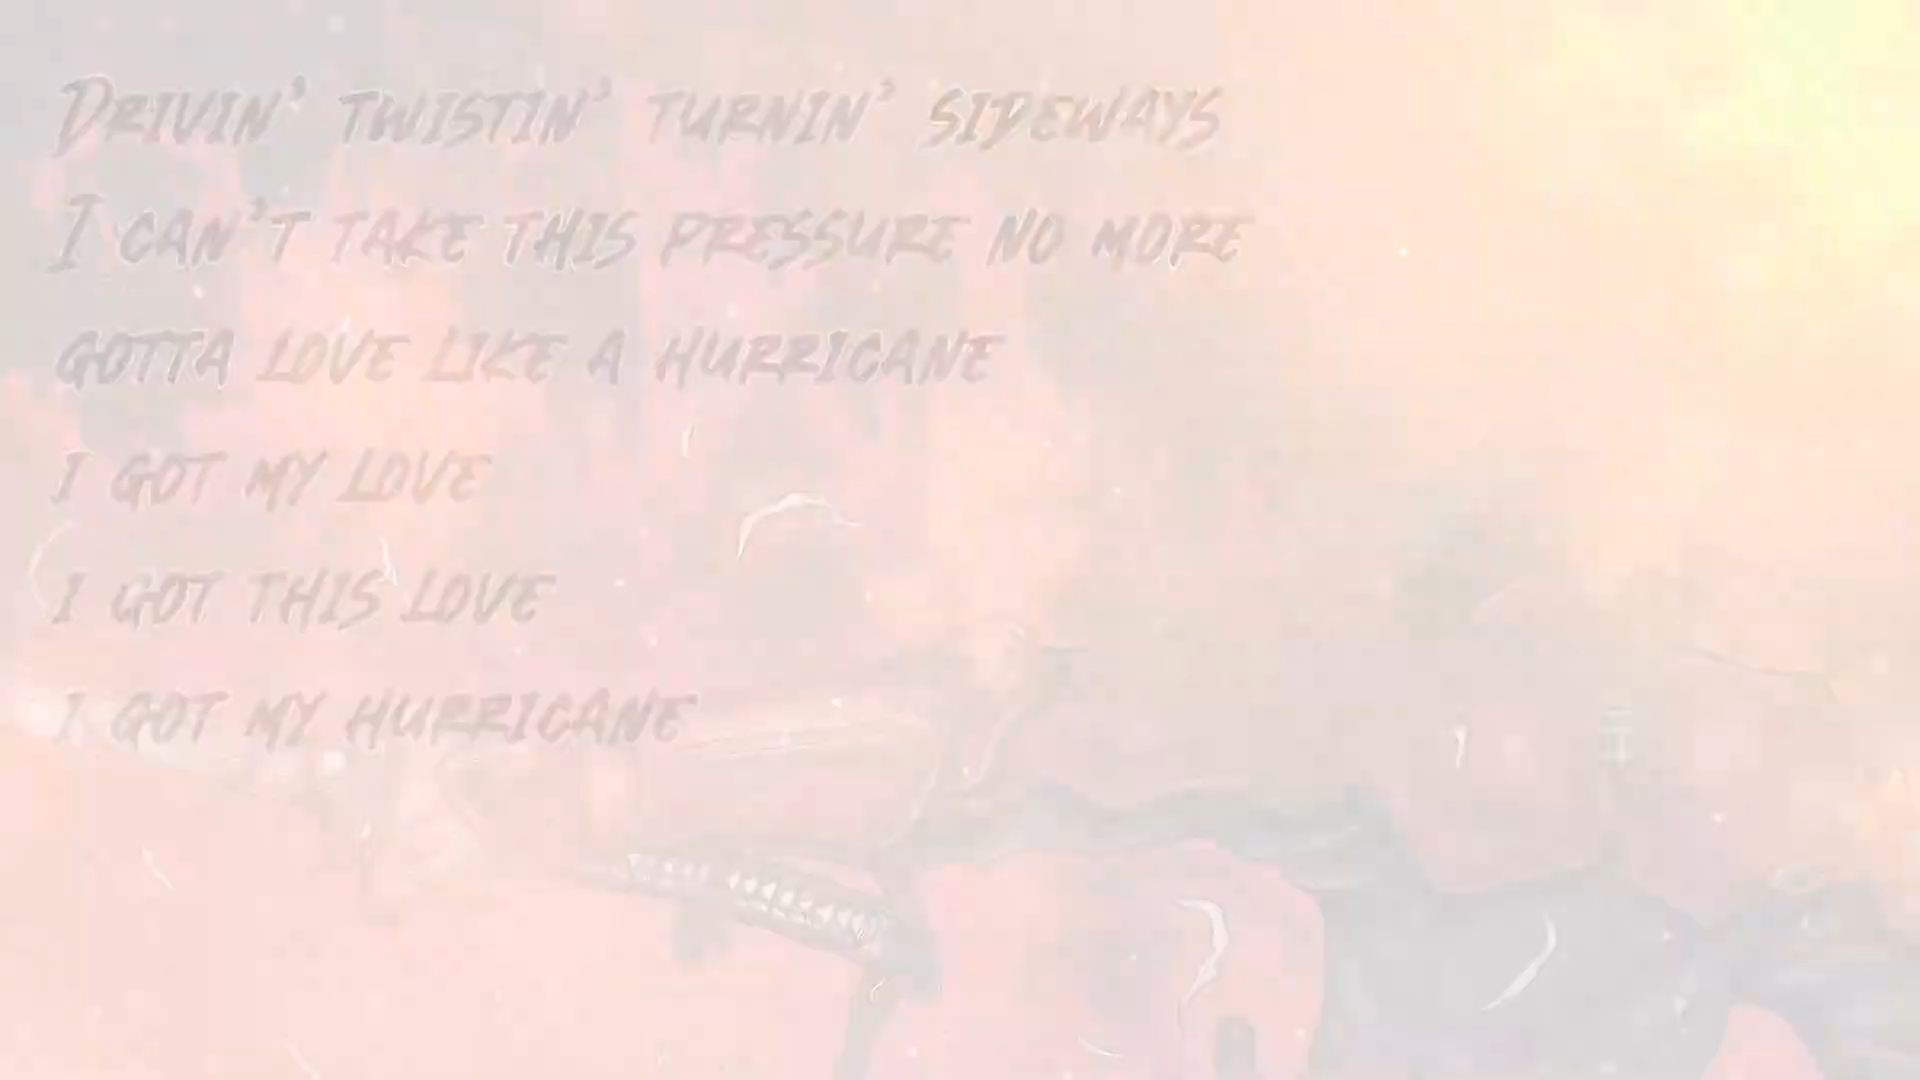 Drivin' twistin' turnin' sideways
I can't take this pressure no more
gotta love like a hurricane
I got my love
I got this love
I got my hurricane